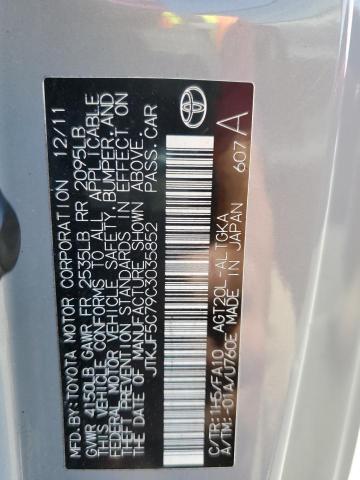 MFD.BY:TOYOTA MOTOR CORPORATION 12/11
GVWR 4150LB GAWR FR 2535LB RR 2095LB
THIS VEHICLE CONFORMS TO ALL APPLICABLE
FEDERAL MOTOR VEHICLE SAFETY, BUMPER, AND
THEFT PREVENTION STANDARDS IN EFFECT ON
THE DATE OF MANUFACTURE SHOWN ABOVE.
JTKJF5C79C3035852 PASS.CAR
C/TR:1H5/FA10 AGT20L-ALTGKA
A/TM:-01A/U760E MADE IN JAPAN
607 A